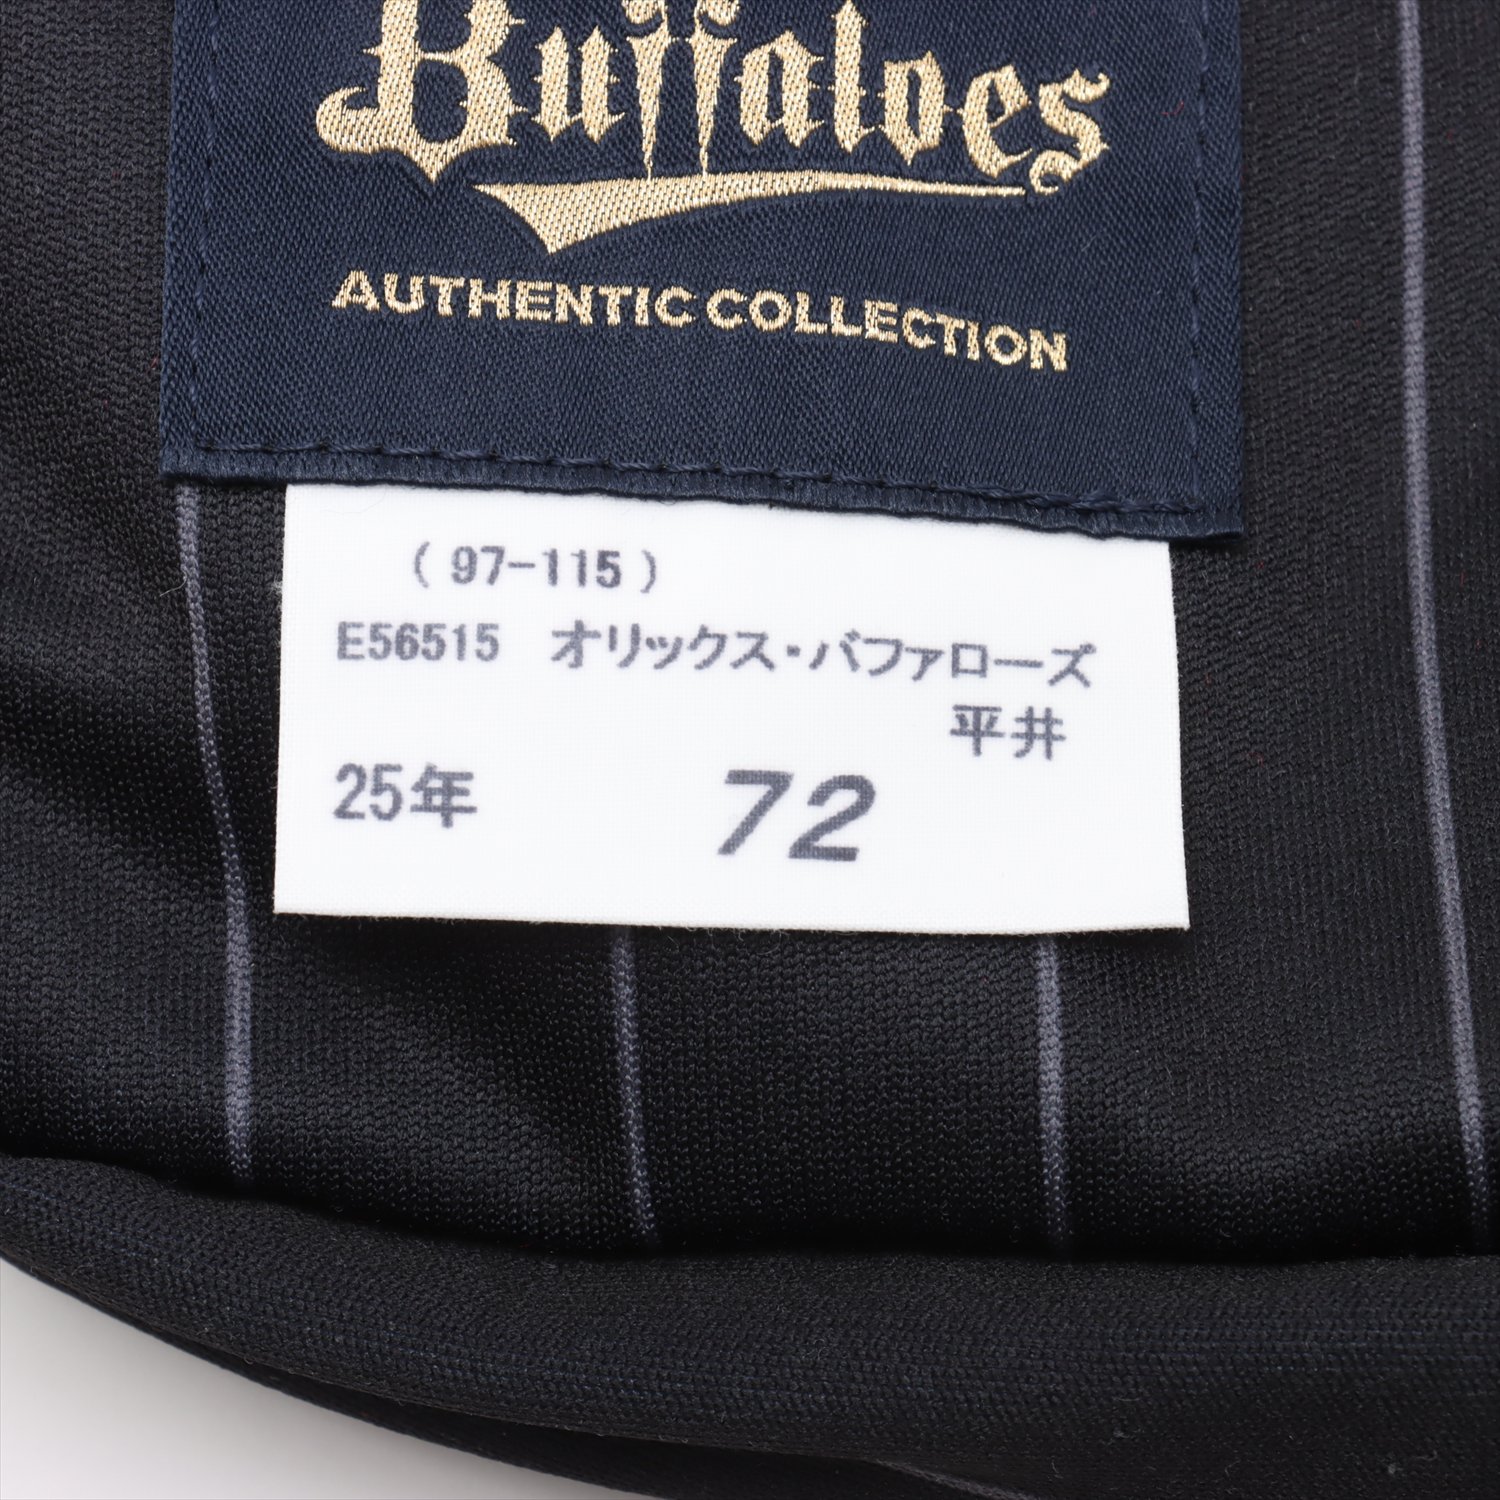 Buffaloes
AUTHENTIC COLLECTION
( 97-115 )
E56515 オリックス・バファローズ
平井
25年 72